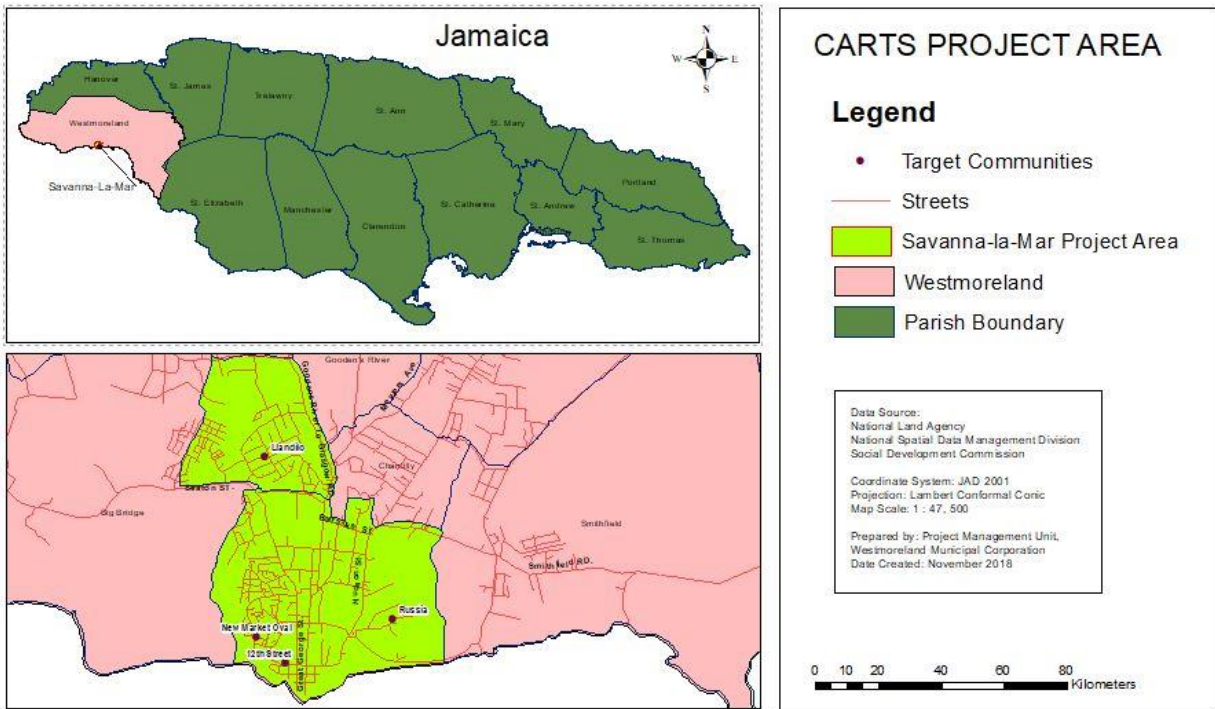 Jamaica
N
W
E
S
Hanover
St. James
Trelawny
St. Ann
St. Mary
Westmoreland
Portland
Savanna-La-Mar
St. Elizabeth
Manchester
Clarendon
St. Catherine
St. Andrew
St. Thomas
Gooden's River
Llandilo
Chantilly
Big Bridge
Smithfield
Smithfield RD.
Russia
New Market Oval
12th Street
Great George St.
CARTS PROJECT AREA
Legend
Target Communities
Streets
Savanna-la-Mar Project Area
Westmoreland
Parish Boundary
Data Source:
National Land Agency
National Spatial Data Management Division
Social Development Commission
Coordinate System: JAD 2001
Projection: Lambert Conformal Conic
Map Scale: 1 : 47, 500
Prepared by: Project Management Unit,
Westmoreland Municipal Corporation
Date Created: November 2018
0 10 20 40 60 80
Kilometers